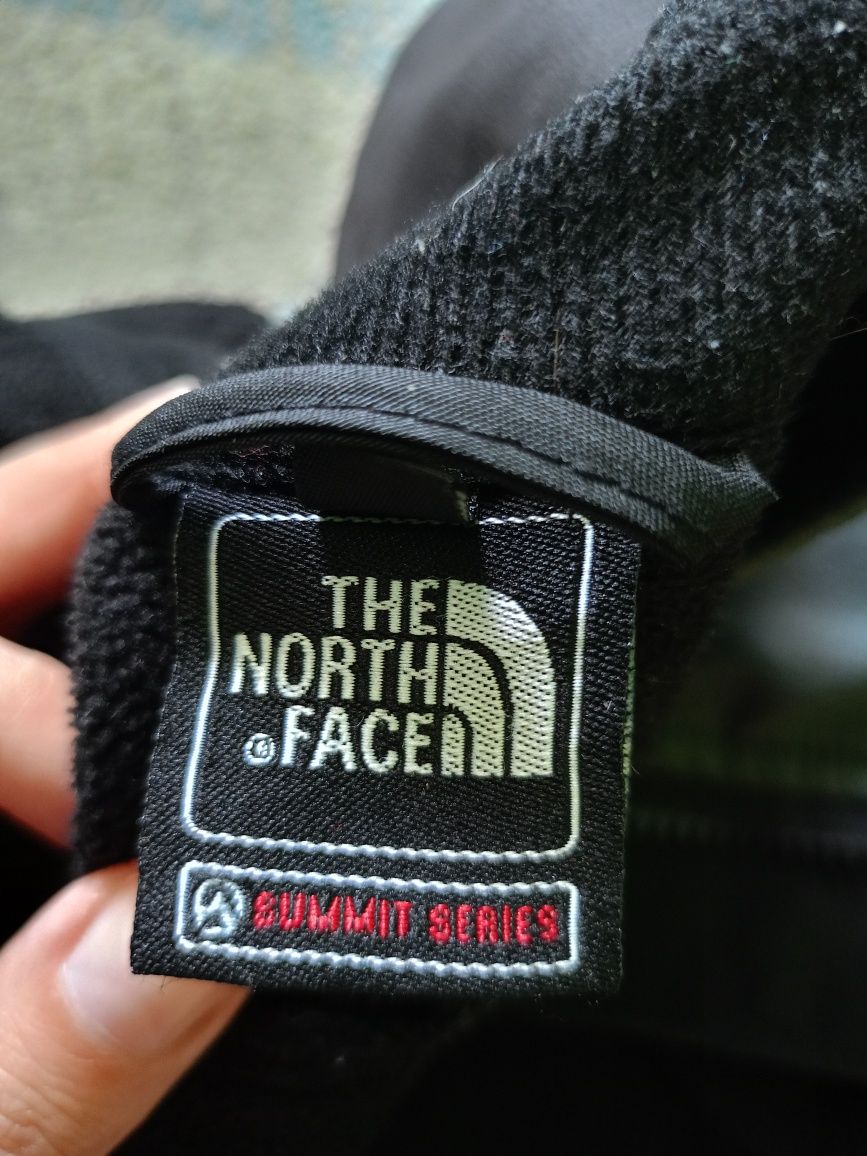 THE
NORTH
®FACE
SUMMIT SERIES